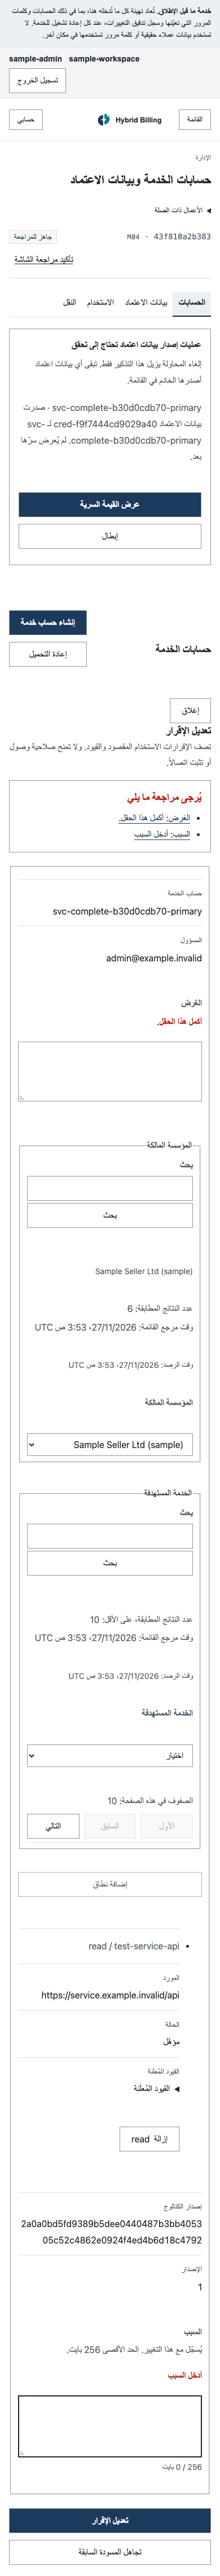 خدمة ما قبل الإطلاق. تُعاد تهيئة كل ما تُدخله هنا، بما في ذلك الحسابات وكلمات المرور التي تعيّنها وسجل تدقيق التغييرات، عند كل إعادة تشغيل للخدمة. لا تستخدم بيانات عملاء حقيقية أو كلمة مرور تستخدمها في مكان آخر.
sample-admin sample-workspace
تسجيل الخروج
القائمة
Hybrid Billing
حسابي
الإدارة
حسابات الخدمة وبيانات الاعتماد
الأعمال ذات الصلة
M04 · 43f810a2b383
جاهز للمراجعة
تأكيد مراجعة الشاشة
الحسابات
بيانات الاعتماد
الاستخدام
النقل
عمليات إصدار بيانات اعتماد تحتاج إلى تحقق
إلغاء المحاولة يزيل هذا التذكير فقط. تبقى أي بيانات اعتماد أصدرها الخادم في القائمة.
svc-complete-b30d0cdb70-primary · صدرت بيانات الاعتماد cred-f9f7444cd9029a40 لـ svc-complete-b30d0cdb70-primary. لم يُعرض سرّها بعد.
عرض القيمة السرية
إبطال
إنشاء حساب خدمة
حسابات الخدمة
إعادة التحميل
إغلاق
تعديل الإقرار
تصف الإقرارات الاستخدام المقصود والقيود. ولا تمنح صلاحية وصول أو تثبت اتصالاً.
يُرجى مراجعة ما يلي
الغرض: أكمل هذا الحقل.
السبب: أدخل السبب
حساب الخدمة
svc-complete-b30d0cdb70-primary
المسؤول
admin@example.invalid
الغرض
أكمل هذا الحقل.
المؤسسة المالكة
بحث
بحث
Sample Seller Ltd (sample)
عدد النتائج المطابقة: 6
وقت مرجع القائمة: 27/11/2026، 3:53 ص UTC
وقت الرصد: 27/11/2026، 3:53 ص UTC
المؤسسة المالكة
Sample Seller Ltd (sample)
الخدمة المستهدفة
بحث
بحث
عدد النتائج المطابقة، على الأقل: 10
وقت مرجع القائمة: 27/11/2026، 3:53 ص UTC
وقت الرصد: 27/11/2026، 3:53 ص UTC
الخدمة المستهدفة
اختيار
الصفوف في هذه الصفحة: 10
الأول
السابق
التالي
إضافة نطاق
read / test-service-api
المورد
https://service.example.invalid/api
الحالة
مؤهّل
القيود المُعلَنة
القيود المُعلَنة
إزالة read
إصدار الكتالوج
2a0a0bd5fd9389b5dee0440487b3bb4053
05c52c4862e0924f4ed4b6d18c4792
الإصدار
1
السبب
يُسجَّل مع هذا التغيير. الحد الأقصى 256 بايت.
أدخل السبب
256 / 0 بايت
تعديل الإقرار
تجاهل المسودة السابقة